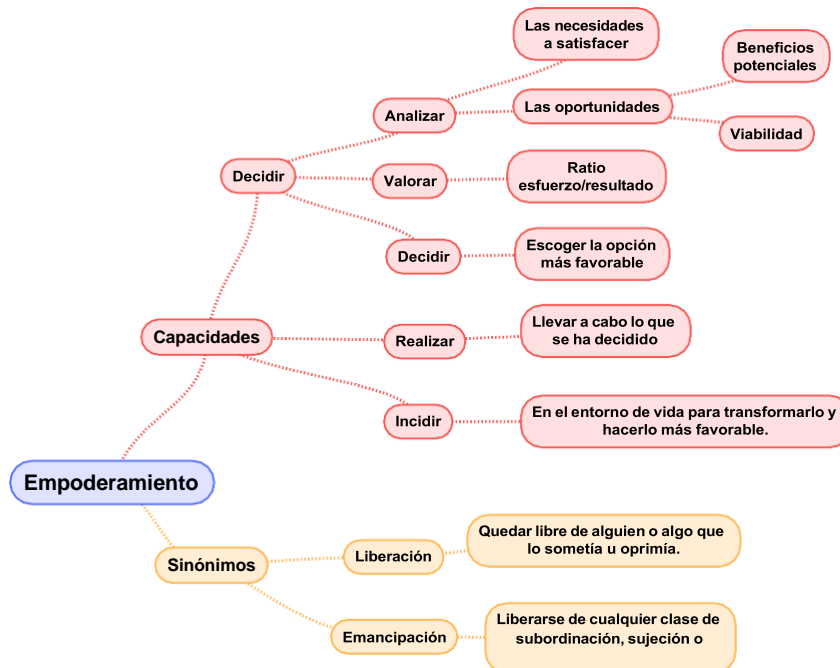 Las necesidades
a satisfacer
Beneficios
potenciales
Analizar
Las oportunidades
Viabilidad
Decidir
Valorar
Ratio
esfuerzo/resultado
Decidir
Escoger la opción
más favorable
Capacidades
Realizar
Llevar a cabo lo que
se ha decidido
Incidir
En el entorno de vida para transformarlo y
hacerlo más favorable.
Empoderamiento
Sinónimos
Liberación
Quedar libre de alguien o algo que
lo sometía u oprimía.
Emancipación
Liberarse de cualquier clase de
subordinación, sujeción o